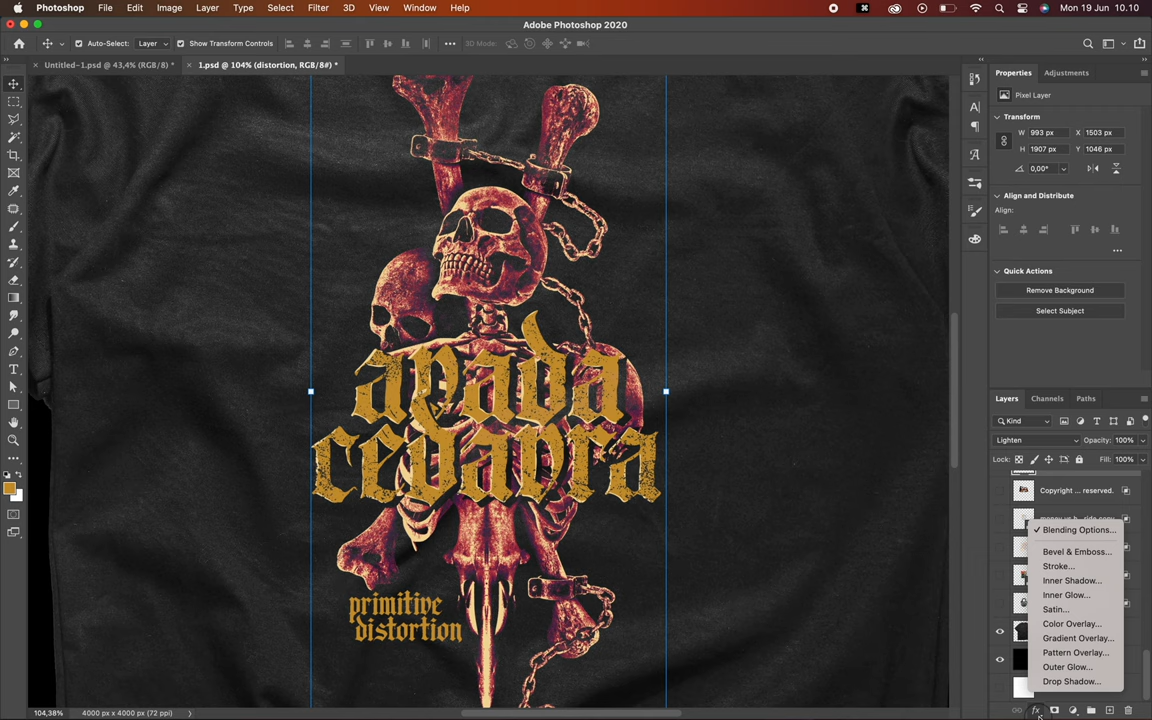 Photoshop File Edit Image Layer Type Select Filter 3D View Window Help Mon 19 Jun 10.10
Adobe Photoshop 2020
Auto-Select: Layer Show Transform Controls 3D Mode:
Untitled-1.psd @ 43,4% (RGB/8) *
1.psd @ 104% (distortion, RGB/8#) *
Properties Adjustments
Pixel Layer
Transform
W 993 px X 1503 px
H 1907 px Y 1046 px
0,00°
Align and Distribute
Align:
Quick Actions
Remove Background
Select Subject
apada
cedavra
primitive
distortion
Layers Channels Paths
Kind
Lighten Opacity: 100%
Lock: Fill: 100%
Copyright ... reserved.
Blending Options...
Bevel & Emboss...
Stroke...
Inner Shadow...
Inner Glow...
Satin...
Color Overlay...
Gradient Overlay...
Pattern Overlay...
Outer Glow...
Drop Shadow...
fx
104,38% 4000 px x 4000 px (72 ppi)